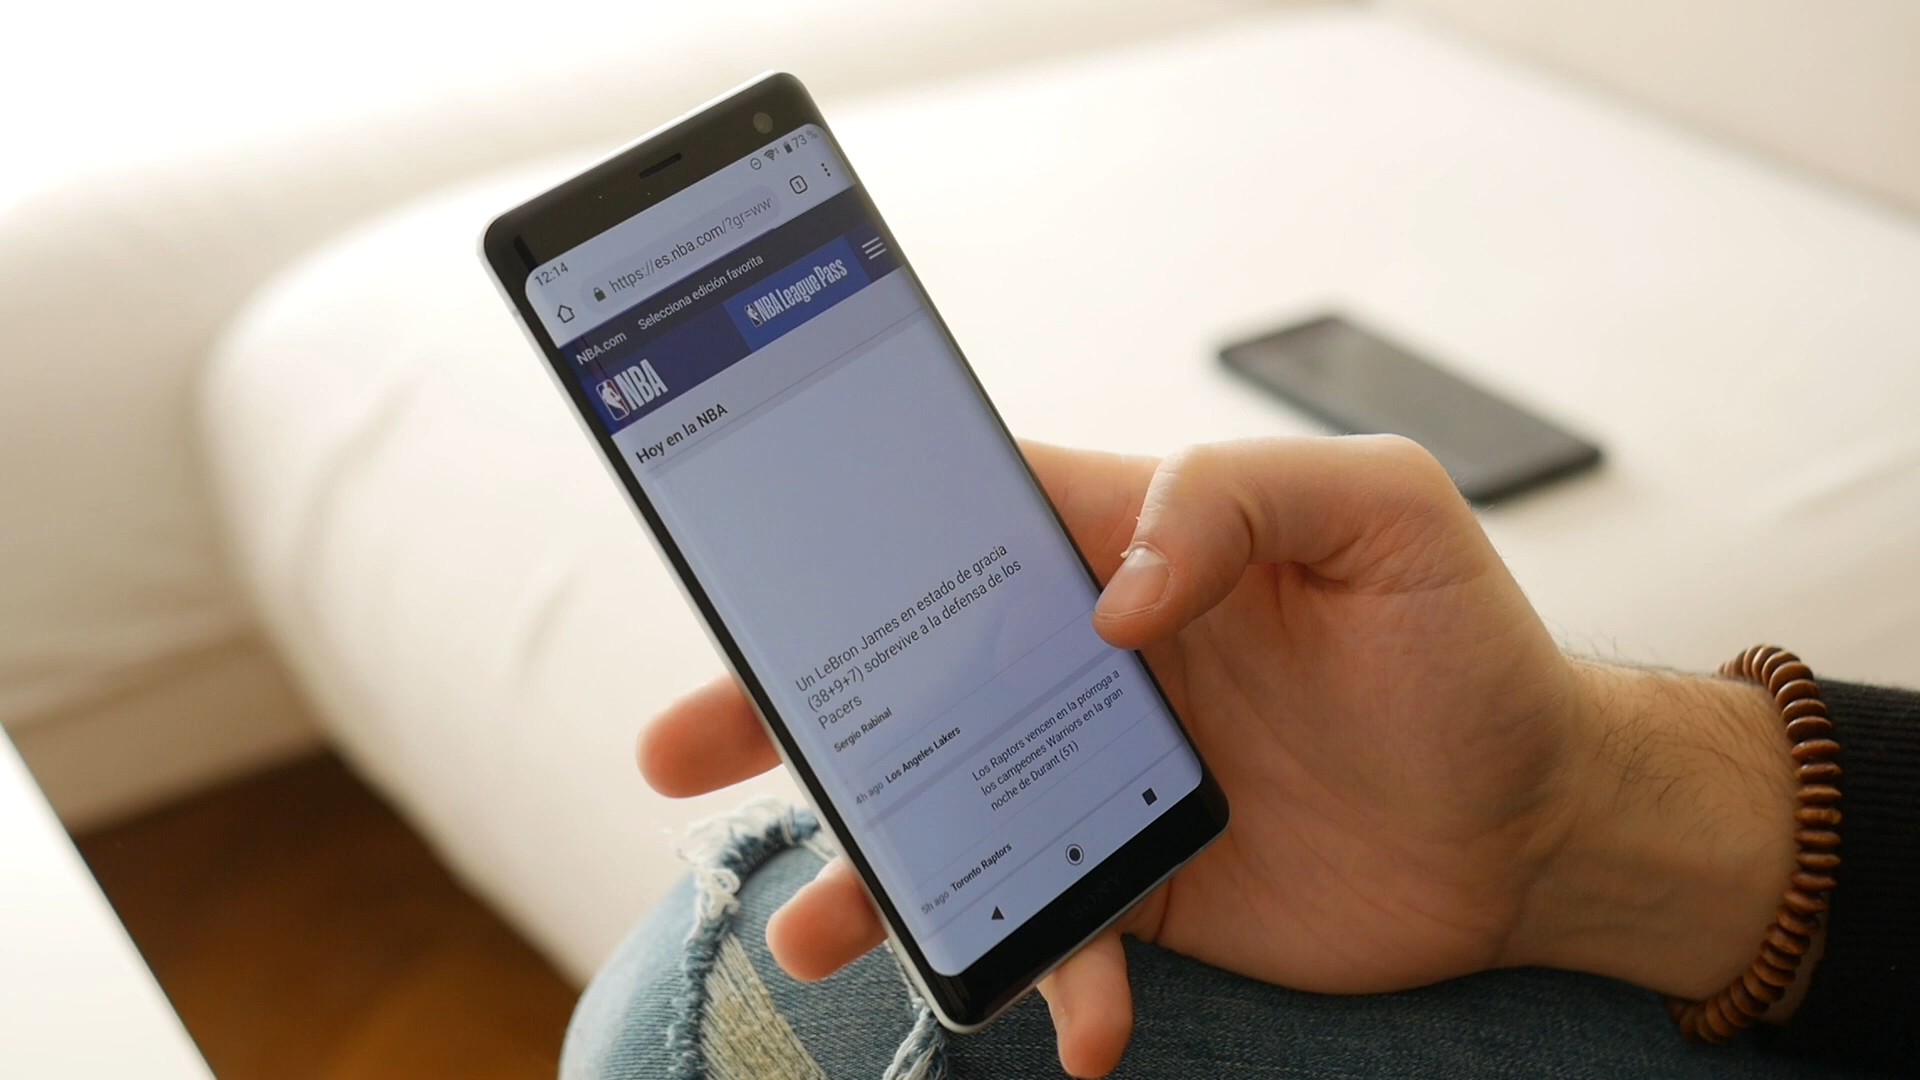 12:14
73 %
https://es.nba.com/?gr=ww
1
NBA.com Selecciona edición favorita
NBA
NBA League Pass
Hoy en la NBA
Un LeBron James en estado de gracia
(38+9+7) sobrevive a la defensa de los
Pacers
Sergio Rabinal
4h ago Los Angeles Lakers
Los Raptors vencen en la prórroga a
los campeones Warriors en la gran
noche de Durant (51)
5h ago Toronto Raptors
SONY